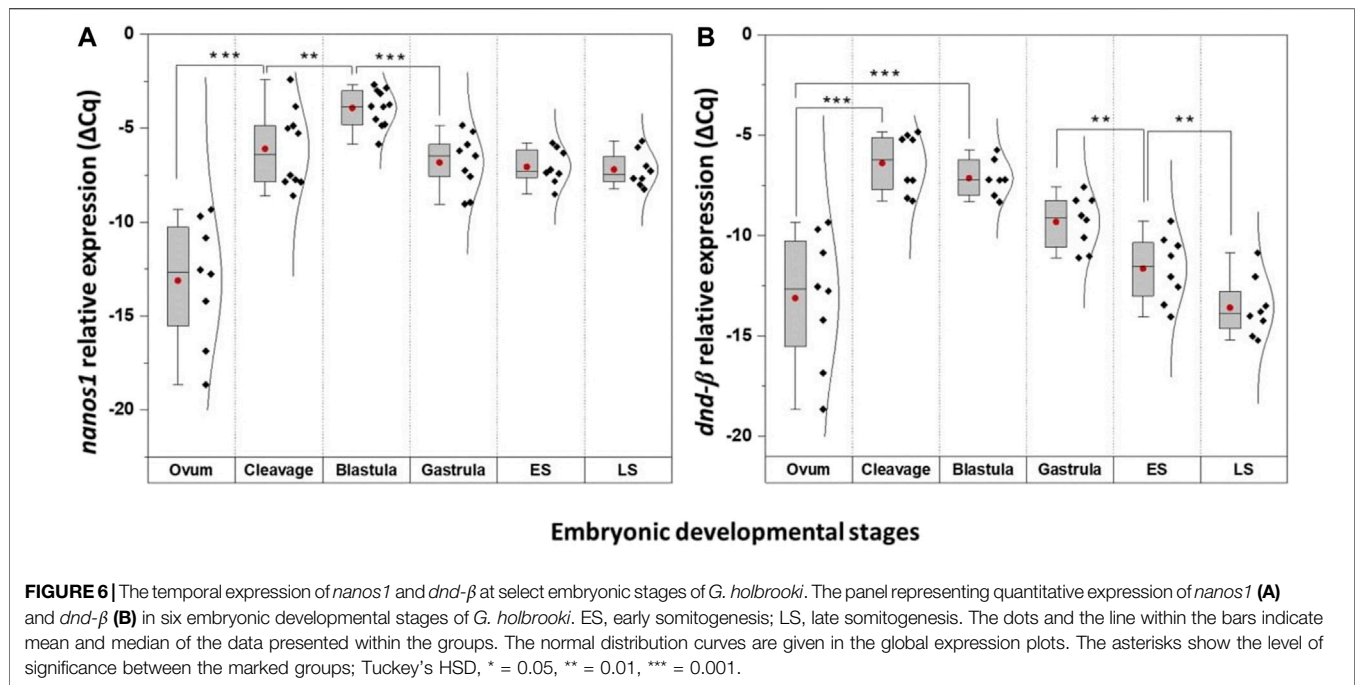 A
B
0
-5
-10
-15
-20
nanos1 relative expression (ΔCq)
***
**
***
Ovum Cleavage Blastula Gastrula ES LS
0
-5
-10
-15
-20
dnd-β relative expression (ΔCq)
***
***
**
**
Ovum Cleavage Blastula Gastrula ES LS
Embryonic developmental stages
FIGURE 6 | The temporal expression of nanos1 and dnd-β at select embryonic stages of G. holbrooki. The panel representing quantitative expression of nanos1 (A)
and dnd-β (B) in six embryonic developmental stages of G. holbrooki. ES, early somitogenesis; LS, late somitogenesis. The dots and the line within the bars indicate
mean and median of the data presented within the groups. The normal distribution curves are given in the global expression plots. The asterisks show the level of
significance between the marked groups; Tuckey's HSD, * = 0.05, ** = 0.01, *** = 0.001.